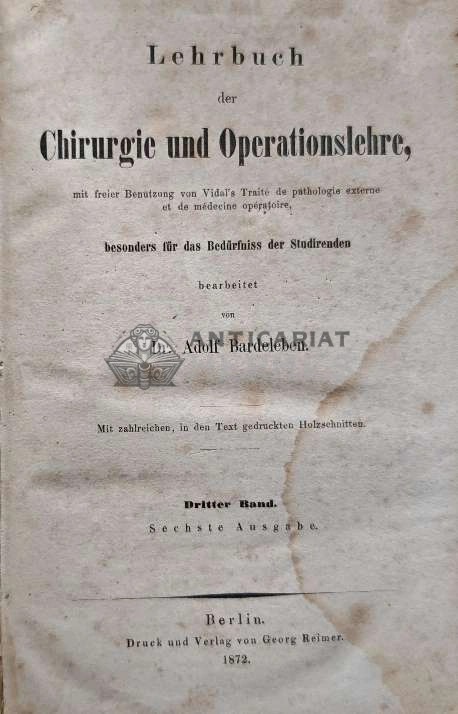 Lehrbuch
der
Chirurgie und Operationslehre,
mit freier Benutzung von Vidal's Traité de pathologie externe
et de médecine opératoire,
besonders für das Bedürfniss der Studirenden
bearbeitet
von
ANTICARIAT
Dr. Adolf Bardeleben.
Mit zahlreichen, in den Text gedruckten Holzschnitten.
Dritter Band.
Sechste Ausgabe.
Berlin.
Druck und Verlag von Georg Reimer.
1872.